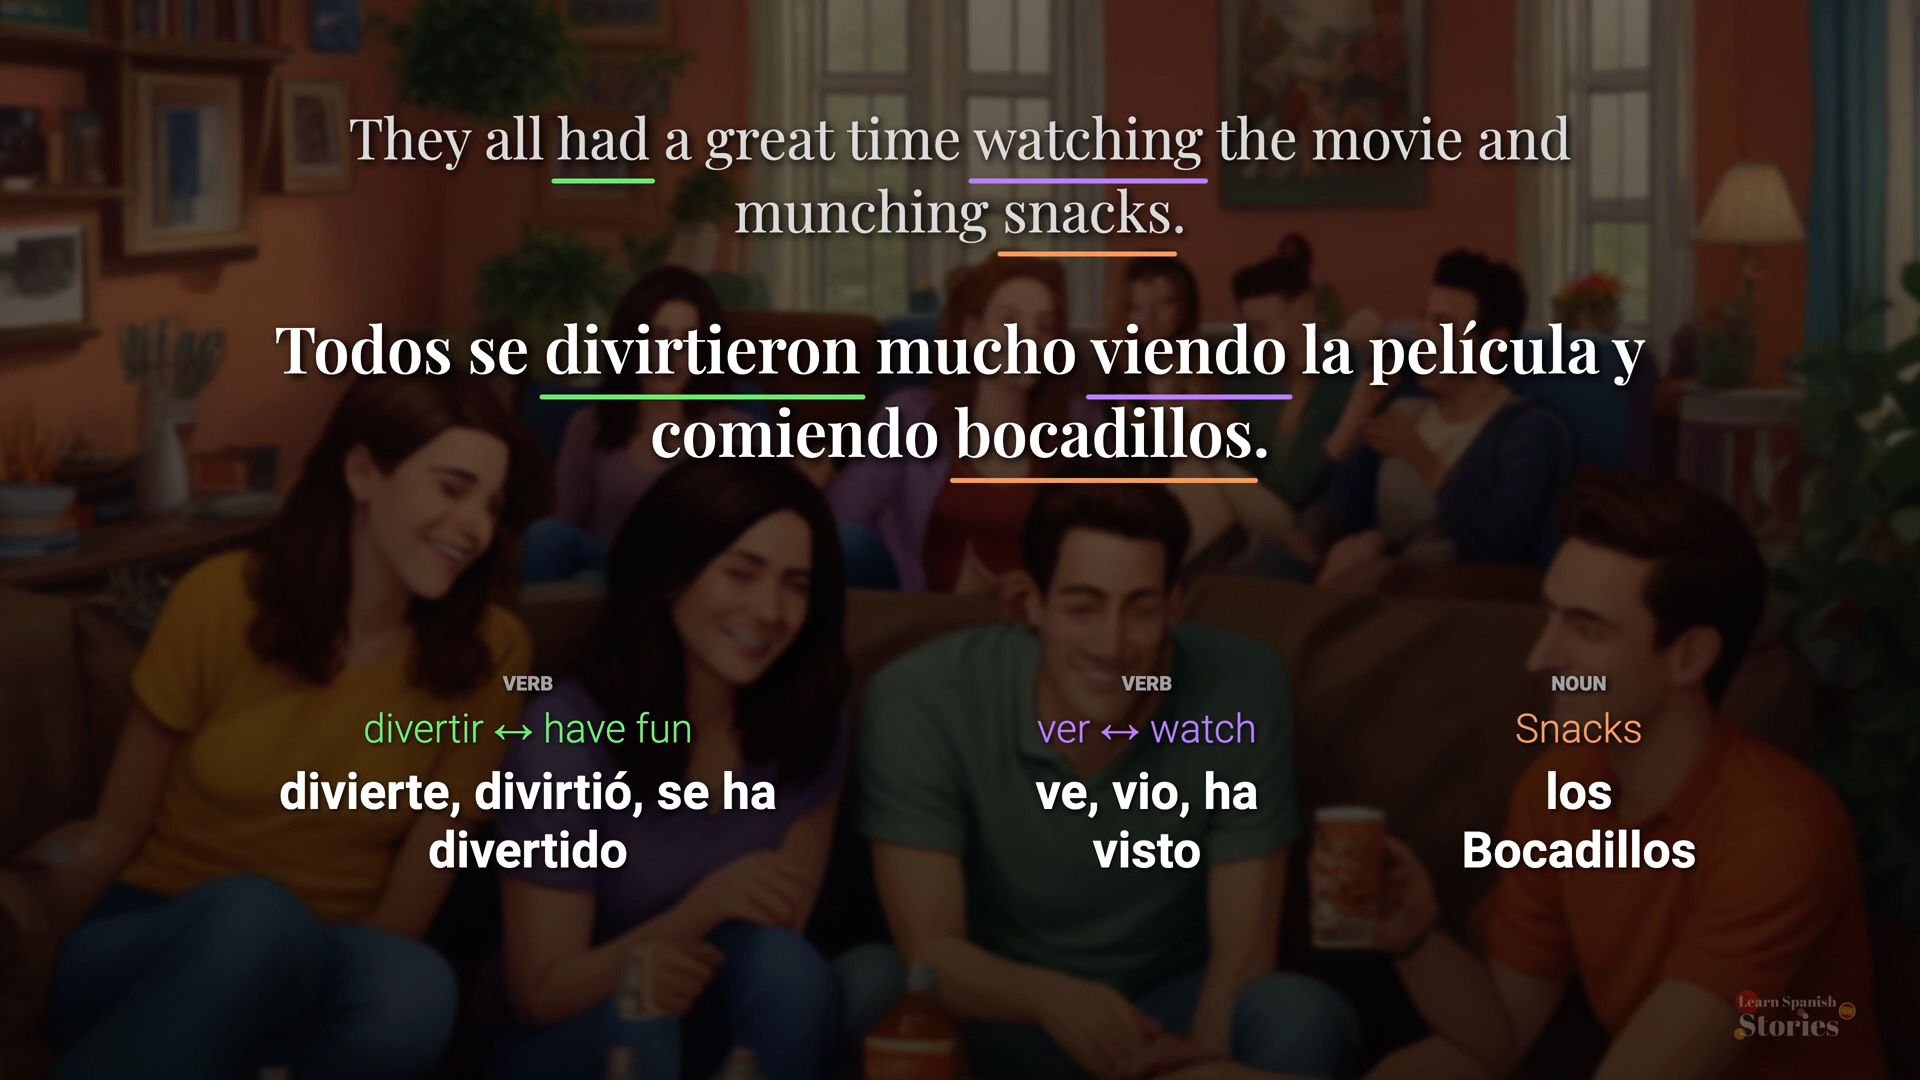 They all had a great time watching the movie and
munching snacks.
Todos se divirtieron mucho viendo la película y
comiendo bocadillos.
VERB
divertir ↔ have fun
divierte, divirtió, se ha
divertido
VERB
ver ↔ watch
ve, vio, ha
visto
NOUN
Snacks
los
Bocadillos
Learn Spanish
Stories